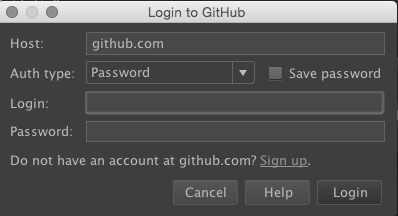 Login to GitHub
Host: github.com
Auth type: Password Save password
Login:
Password:
Do not have an account at github.com? Sign up.
Cancel Help Login